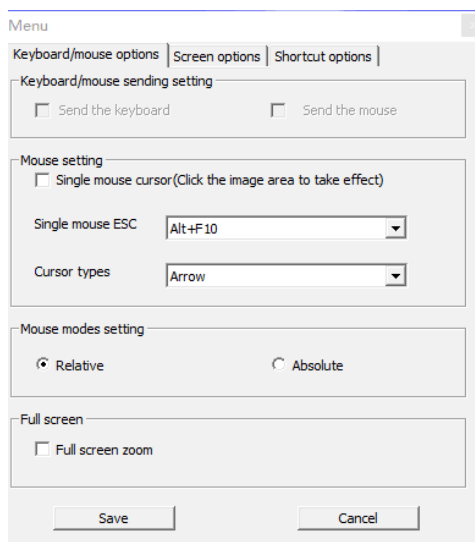 Menu
Keyboard/mouse options Screen options Shortcut options
Keyboard/mouse sending setting
Send the keyboard Send the mouse
Mouse setting
Single mouse cursor(Click the image area to take effect)
Single mouse ESC Alt+F10
Cursor types Arrow
Mouse modes setting
Relative Absolute
Full screen
Full screen zoom
Save Cancel